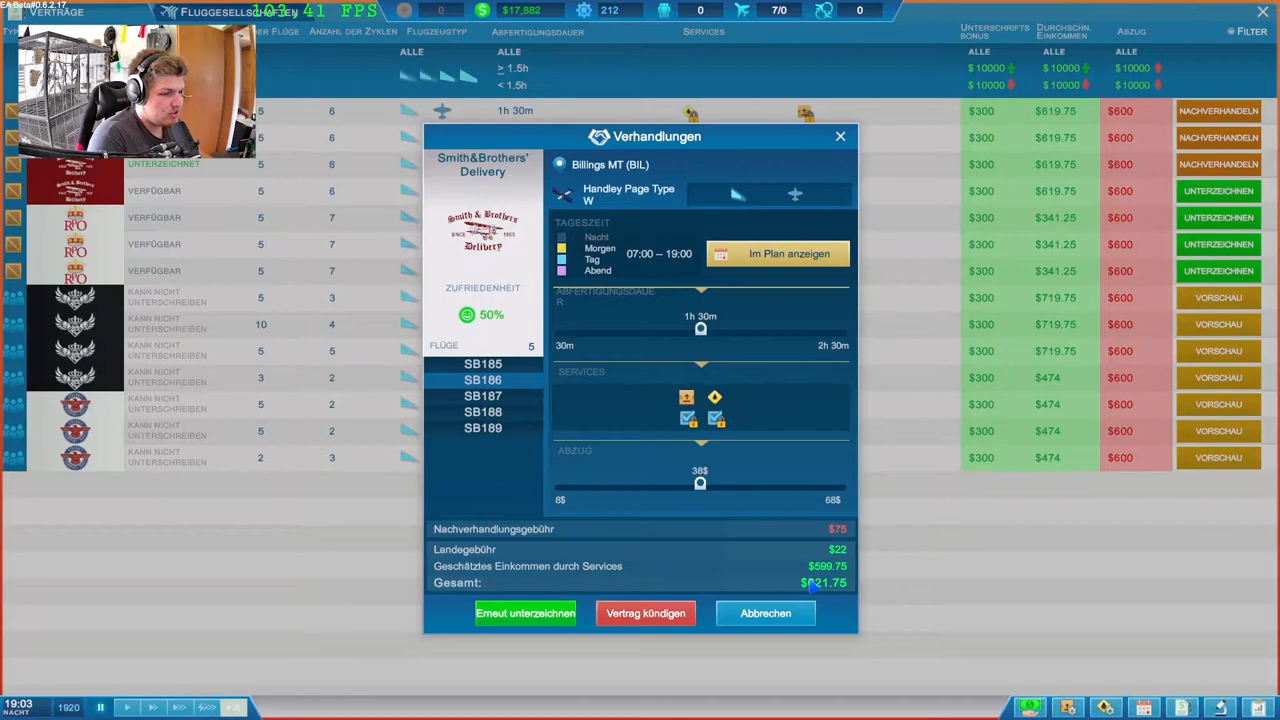 EA Beta#0.6.2.17
VERTRÄGE
FLUGGESELLSCHAFTEN
103.41 FPS
0
$17,882
212
0
7/0
0
DER FLÜGE
ANZAHL DER ZYKLEN
FLUGZEUGTYP
ABFERTIGUNGSDAUER
SERVICES
UNTERSCHRIFTS BONUS
DURCHSCHN. EINKOMMEN
ABZUG
FILTER
ALLE
ALLE
ALLE
ALLE
ALLE
> 1.5h
$ 10000
$ 10000
$ 10000
< 1.5h
$ 10000
$ 10000
$ 10000
5
6
1h 30m
$300
$619.75
$600
NACHVERHANDELN
5
6
$300
$619.75
$600
NACHVERHANDELN
UNTERZEICHNET
5
6
$300
$619.75
$600
NACHVERHANDELN
VERFÜGBAR
5
6
$300
$619.75
$600
UNTERZEICHNEN
RPO
VERFÜGBAR
5
7
$300
$341.25
$600
UNTERZEICHNEN
RPO
VERFÜGBAR
5
7
$300
$341.25
$600
UNTERZEICHNEN
RPO
VERFÜGBAR
5
7
$300
$341.25
$600
UNTERZEICHNEN
KANN NICHT UNTERSCHREIBEN
5
3
$300
$719.75
$600
VORSCHAU
KANN NICHT UNTERSCHREIBEN
10
4
$300
$719.75
$600
VORSCHAU
KANN NICHT UNTERSCHREIBEN
5
5
$300
$719.75
$600
VORSCHAU
KANN NICHT UNTERSCHREIBEN
3
2
$300
$474
$600
VORSCHAU
KANN NICHT UNTERSCHREIBEN
5
2
$300
$474
$600
VORSCHAU
KANN NICHT UNTERSCHREIBEN
5
2
$300
$474
$600
VORSCHAU
KANN NICHT UNTERSCHREIBEN
2
3
$300
$474
$600
VORSCHAU
Verhandlungen
Smith&Brothers'
Delivery
Smith & Brothers
SINCE 1903
Delivery
ZUFRIEDENHEIT
50%
FLÜGE 5
SB185
SB186
SB187
SB188
SB189
Billings MT (BIL)
Handley Page Type
W
TAGESZEIT
Nacht
Morgen
Tag
Abend
07:00 -- 19:00
Im Plan anzeigen
ABFERTIGUNGSDAUE
R
1h 30m
30m
2h 30m
SERVICES
ABZUG
38$
8$
68$
Nachverhandlungsgebühr $75
Landegebühr $22
Geschätztes Einkommen durch Services $599.75
Gesamt: $621.75
Erneut unterzeichnen
Vertrag kündigen
Abbrechen
19:03
NACHT
1920